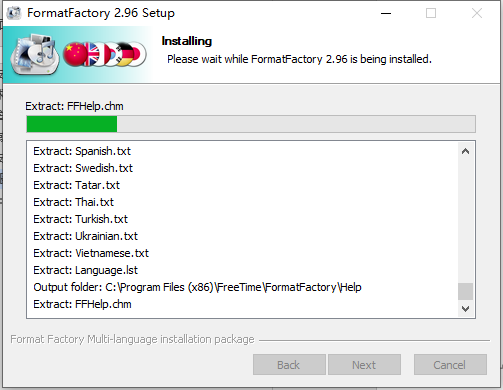 FormatFactory 2.96 Setup
Installing
Please wait while FormatFactory 2.96 is being installed.
Extract: FFHelp.chm
Extract: Spanish.txt
Extract: Swedish.txt
Extract: Tatar.txt
Extract: Thai.txt
Extract: Turkish.txt
Extract: Ukrainian.txt
Extract: Vietnamese.txt
Extract: Language.lst
Output folder: C:\Program Files (x86)\FreeTime\FormatFactory\Help
Extract: FFHelp.chm
Format Factory Multi-language installation package
Back
Next
Cancel